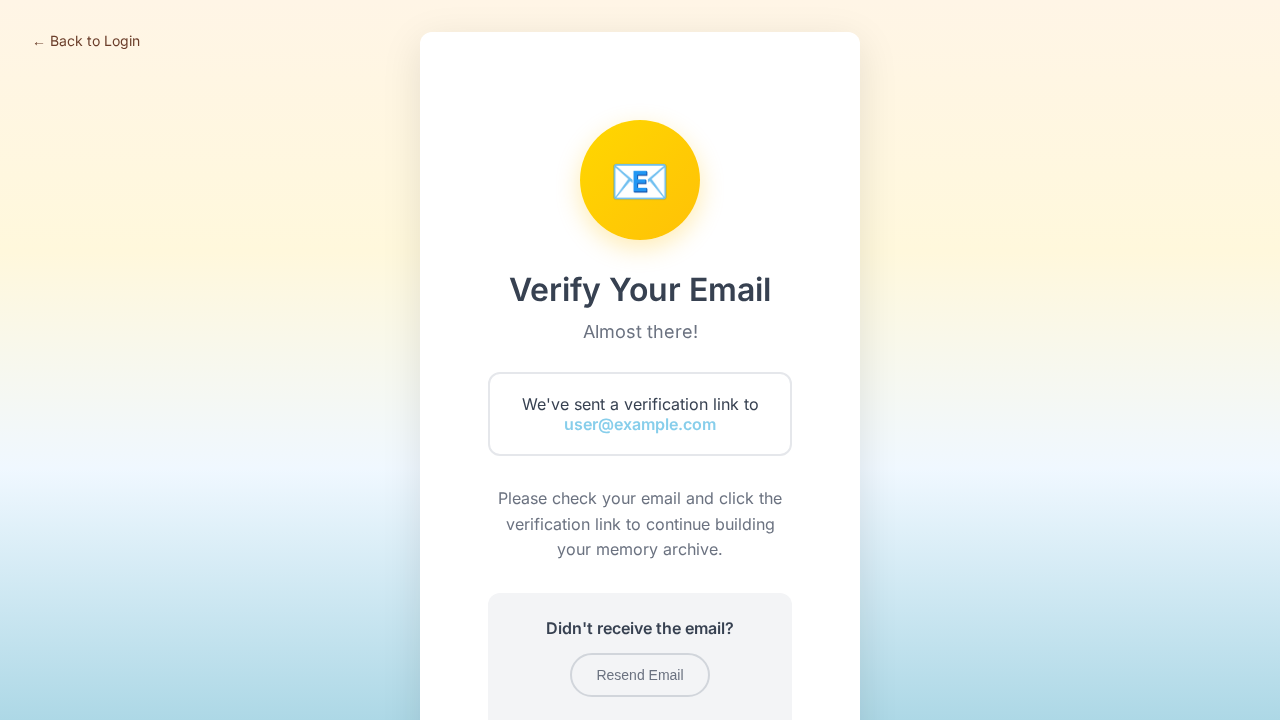 ← Back to Login
Verify Your Email
Almost there!
We've sent a verification link to
user@example.com
Please check your email and click the
verification link to continue building
your memory archive.
Didn't receive the email?
Resend Email